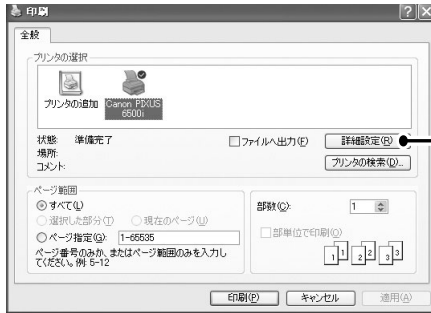 印刷
全般
プリンタの選択
プリンタの追加
Canon PIXUS
6500i
状態: 準備完了
場所:
コメント:
ファイルへ出力(F)
詳細設定(R)
プリンタの検索(D)...
ページ範囲
すべて(L)
選択した部分(T)
現在のページ(U)
ページ指定(G):
1-65535
ページ番号のみか、またはページ範囲のみを入力し
てください。例: 5-12
部数(C):
1
部単位で印刷(O)
1 1 2 2 3 3
印刷(P)
キャンセル
適用(A)